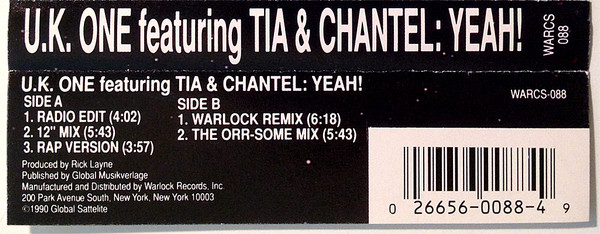 U.K. ONE featuring TIA & CHANTEL: YEAH!
WARCS
088
U.K. ONE featuring TIA & CHANTEL: YEAH!
WARCS-088
SIDE A
1. RADIO EDIT (4:02)
2. 12" MIX (5:43)
3. RAP VERSION (3:57)
SIDE B
1. WARLOCK REMIX (6:18)
2. THE ORR-SOME MIX (5:43)
Produced by Rick Layne
Published by Global Musikverlage
Manufactured and Distributed by Warlock Records, Inc
200 Park Avenue South, New York, New York 10003
©1990 Global Sattelite
0 26656-0088-4 9